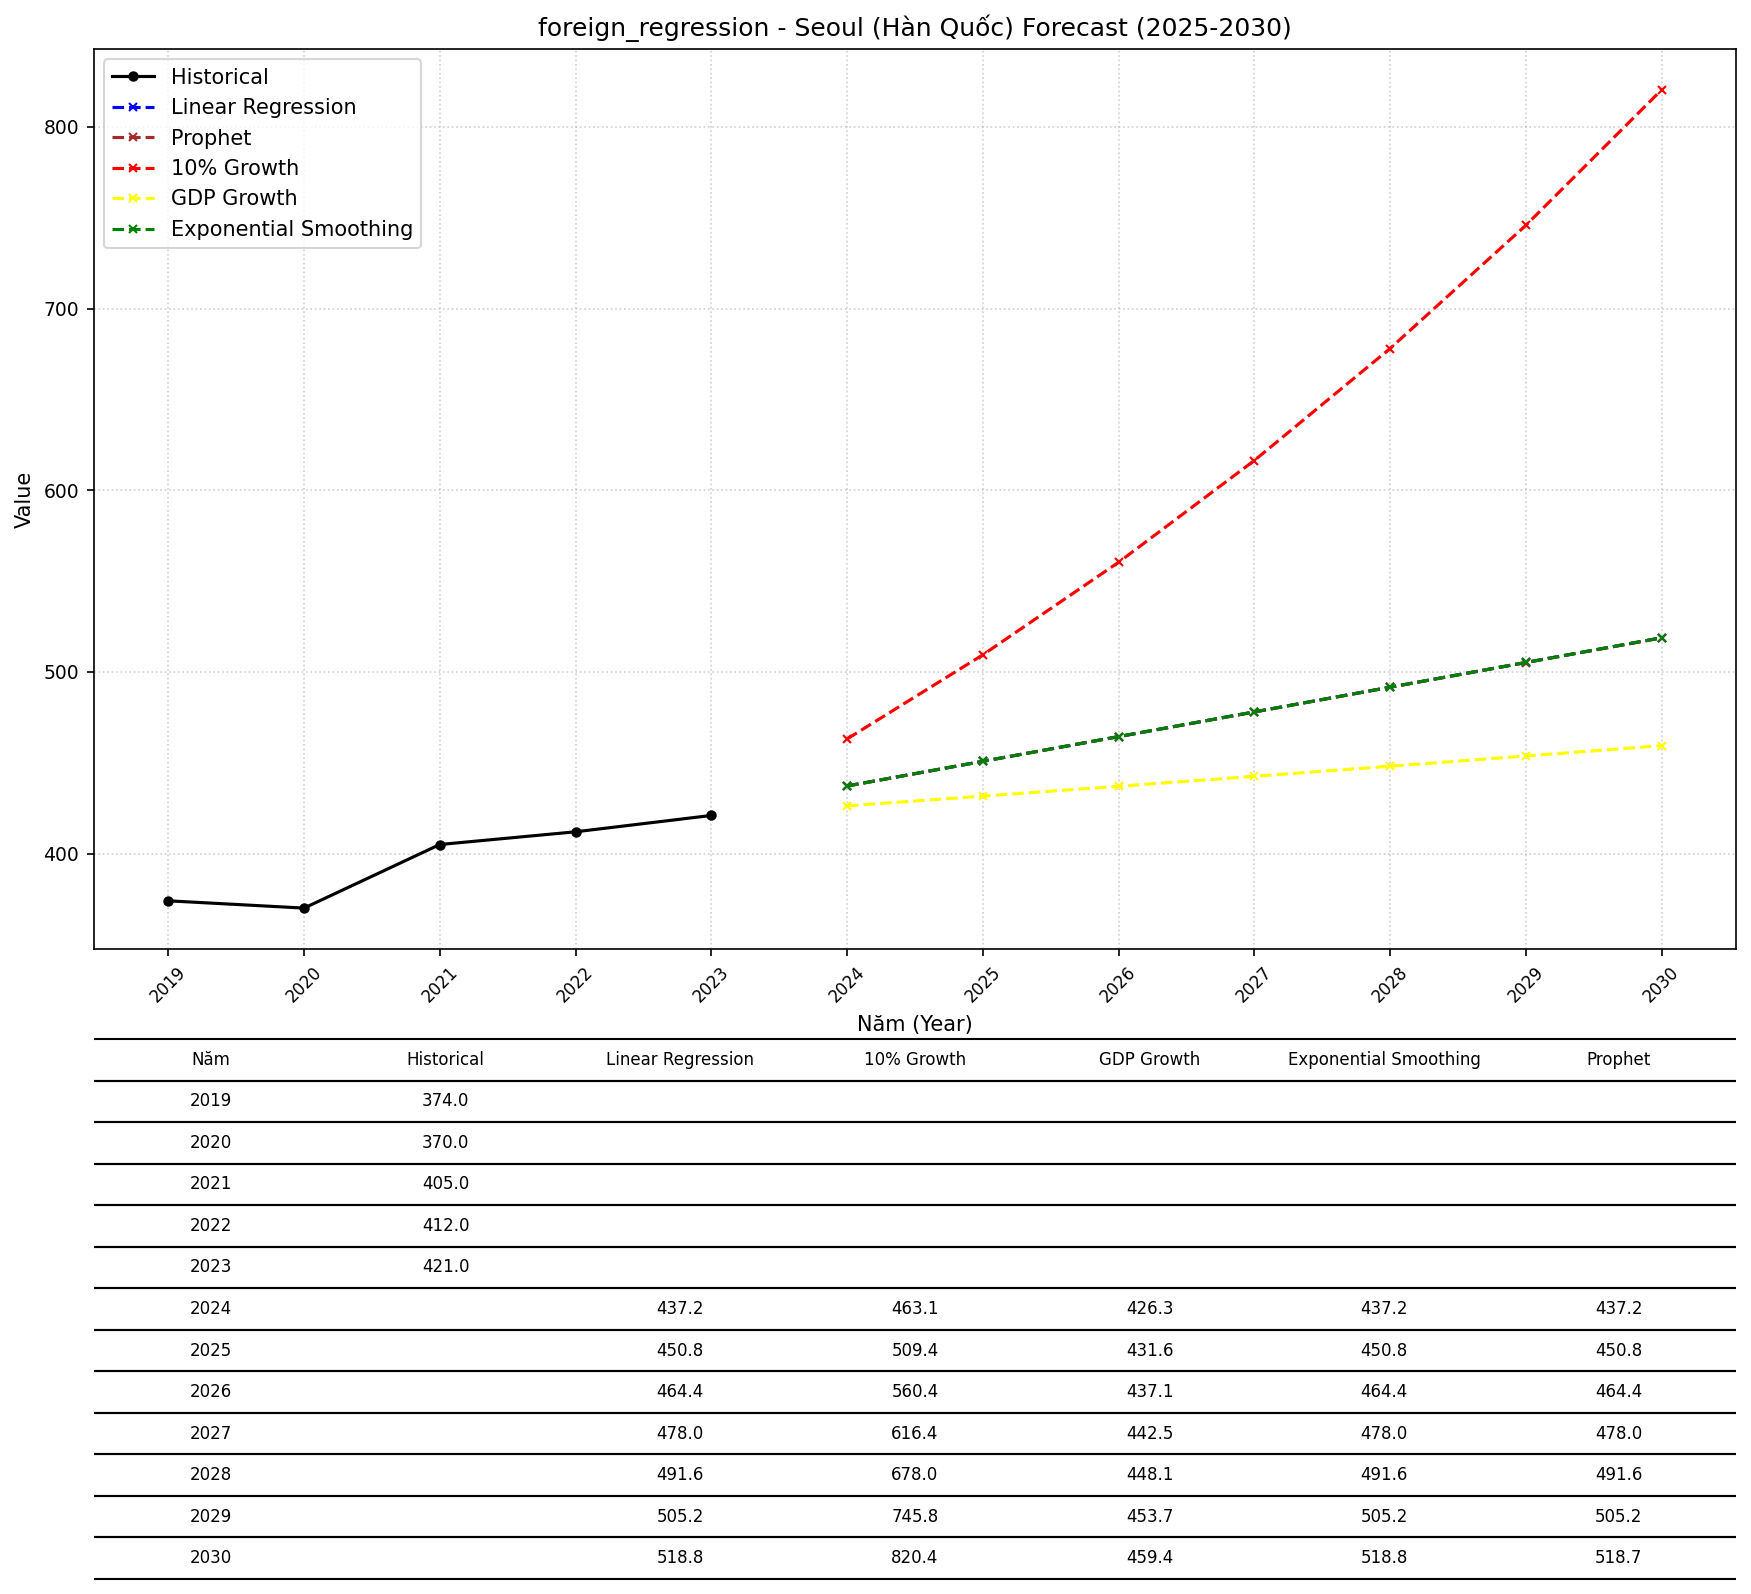 foreign_regression - Seoul (Hàn Quốc) Forecast (2025-2030)
Historical
Linear Regression
Prophet
10% Growth
GDP Growth
Exponential Smoothing
Value
800
700
600
500
400
2019 2020 2021 2022 2023 2024 2025 2026 2027 2028 2029 2030
Năm (Year)
Năm Historical Linear Regression 10% Growth GDP Growth Exponential Smoothing Prophet
2019 374.0
2020 370.0
2021 405.0
2022 412.0
2023 421.0
2024 437.2 463.1 426.3 437.2 437.2
2025 450.8 509.4 431.6 450.8 450.8
2026 464.4 560.4 437.1 464.4 464.4
2027 478.0 616.4 442.5 478.0 478.0
2028 491.6 678.0 448.1 491.6 491.6
2029 505.2 745.8 453.7 505.2 505.2
2030 518.8 820.4 459.4 518.8 518.7